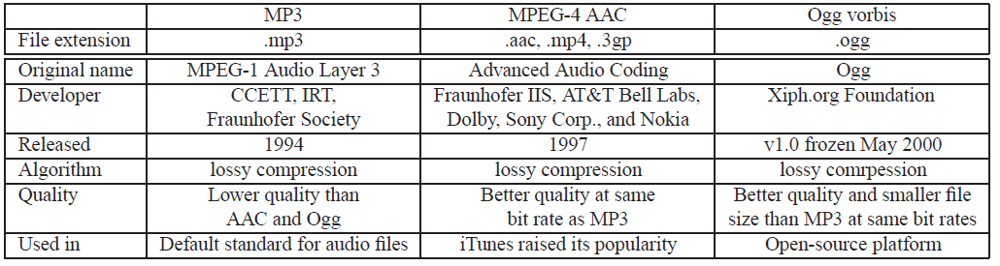 MP3 MPEG-4 AAC Ogg vorbis
File extension .mp3 .aac, .mp4, .3gp .ogg
Original name MPEG-1 Audio Layer 3 Advanced Audio Coding Ogg
Developer CCETT, IRT, Fraunhofer IIS, AT&T Bell Labs, Xiph.org Foundation
Fraunhofer Society Dolby, Sony Corp., and Nokia
Released 1994 1997 v1.0 frozen May 2000
Algorithm lossy compression lossy compression lossy comrpession
Quality Lower quality than Better quality at same Better quality and smaller file
AAC and Ogg bit rate as MP3 size than MP3 at same bit rates
Used in Default standard for audio files iTunes raised its popularity Open-source platform